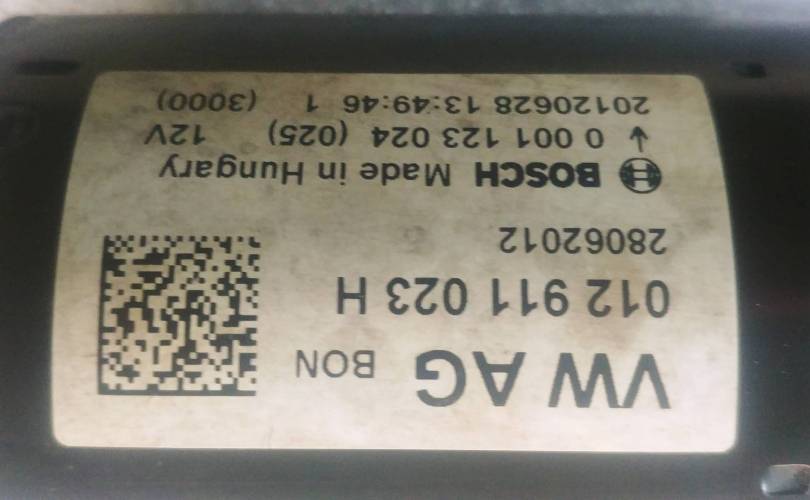 VW AG BON
012 911 023 H
28062012
BOSCH Made in Hungary
0 001 123 024 (025) 12V
20120628 13:49:46 1 (3000)